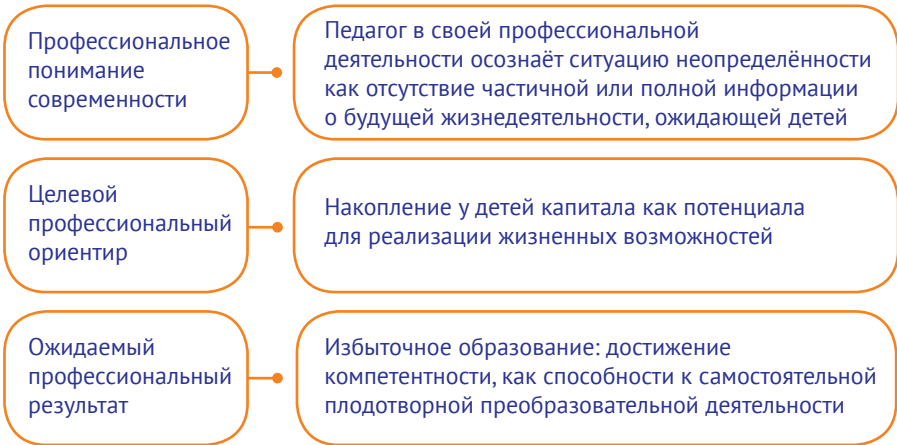 Профессиональное
понимание
современности
Педагог в своей профессиональной
деятельности осознаёт ситуацию неопределённости
как отсутствие частичной или полной информации
о будущей жизнедеятельности, ожидающей детей
Целевой
профессиональный
ориентир
Накопление у детей капитала как потенциала
для реализации жизненных возможностей
Ожидаемый
профессиональный
результат
Избыточное образование: достижение
компетентности, как способности к самостоятельной
плодотворной преобразовательной деятельности